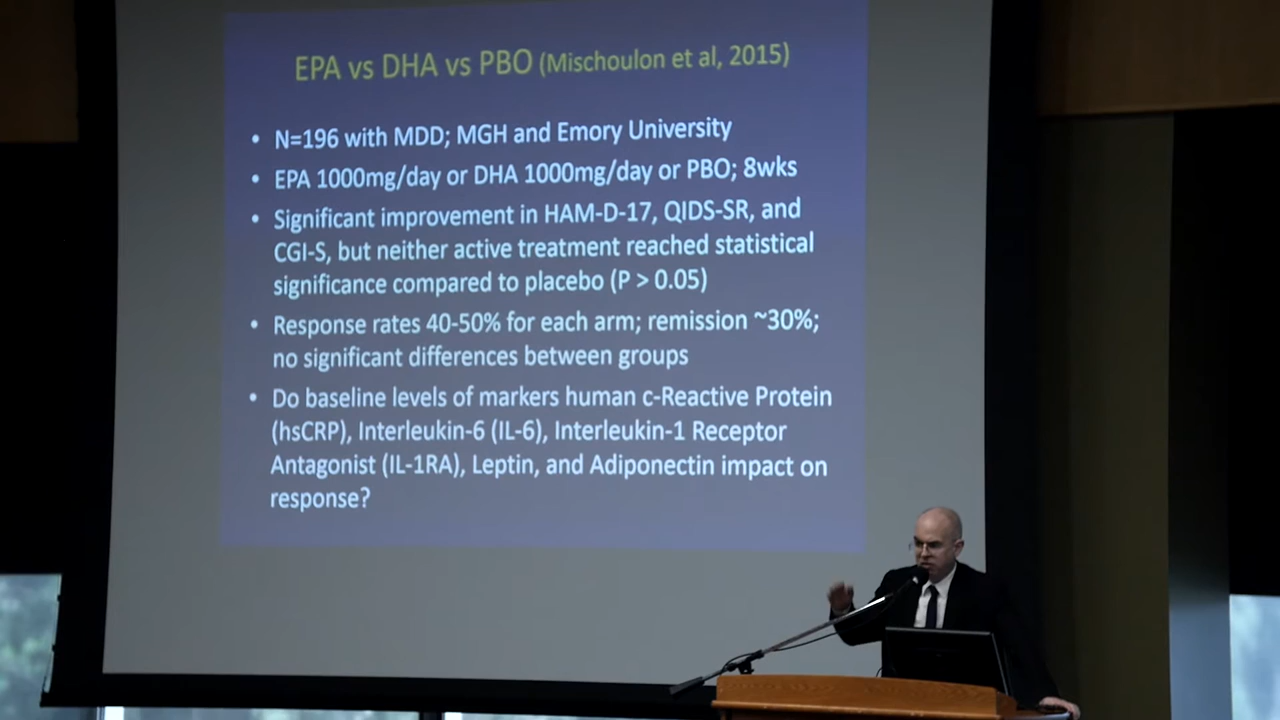 EPA vs DHA vs PBO (Mischoulon et al, 2015)
• N=196 with MDD; MGH and Emory University
• EPA 1000mg/day or DHA 1000mg/day or PBO; 8wks
• Significant improvement in HAM-D-17, QIDS-SR, and
CGI-S, but neither active treatment reached statistical
significance compared to placebo (P > 0.05)
• Response rates 40-50% for each arm; remission ~30%;
no significant differences between groups
• Do baseline levels of markers human c-Reactive Protein
(hsCRP), Interleukin-6 (IL-6), Interleukin-1 Receptor
Antagonist (IL-1RA), Leptin, and Adiponectin impact on
response?